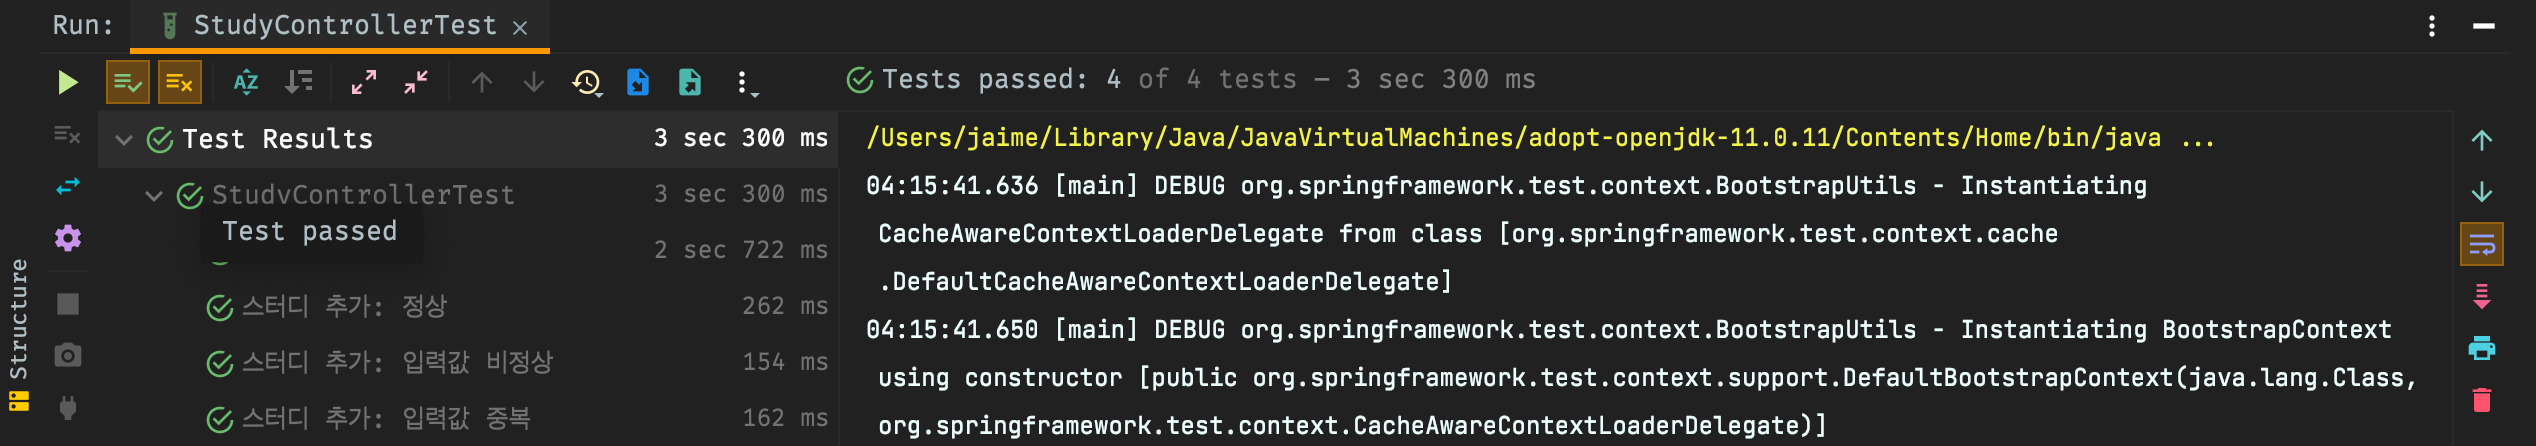 Run:
StudyControllerTest
Tests passed: 4 of 4 tests – 3 sec 300 ms
Test Results 3 sec 300 ms
StudyControllerTest 3 sec 300 ms
Test passed
2 sec 722 ms
스터디 추가: 정상 262 ms
스터디 추가: 입력값 비정상 154 ms
스터디 추가: 입력값 중복 162 ms
/Users/jaime/Library/Java/JavaVirtualMachines/adopt-openjdk-11.0.11/Contents/Home/bin/java ...
04:15:41.636 [main] DEBUG org.springframework.test.context.BootstrapUtils - Instantiating
CacheAwareContextLoaderDelegate from class [org.springframework.test.context.cache
.DefaultCacheAwareContextLoaderDelegate]
04:15:41.650 [main] DEBUG org.springframework.test.context.BootstrapUtils - Instantiating BootstrapContext
using constructor [public org.springframework.test.context.support.DefaultBootstrapContext(java.lang.Class,
org.springframework.test.context.CacheAwareContextLoaderDelegate)]
Structure